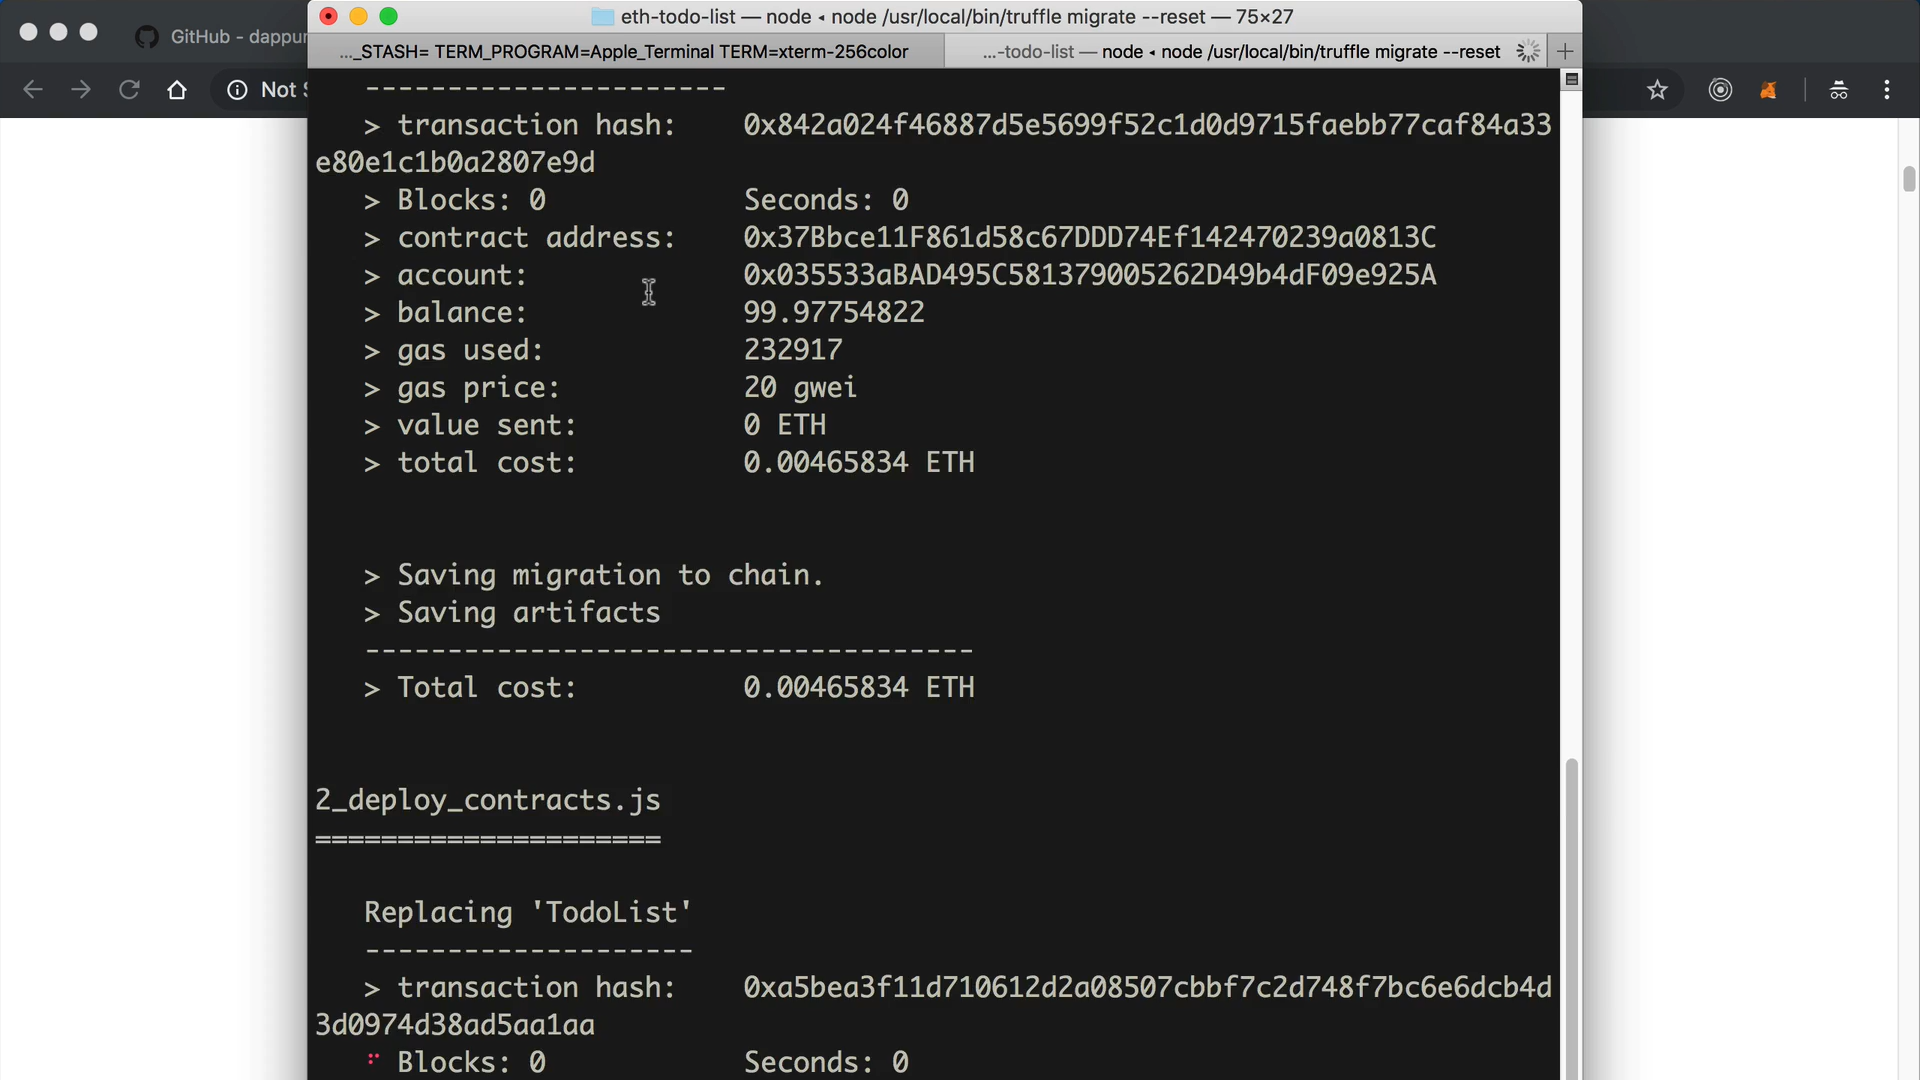 eth-todo-list — node ◂ node /usr/local/bin/truffle migrate --reset — 75×27
GitHub - dappun
..._STASH= TERM_PROGRAM=Apple_Terminal TERM=xterm-256color
...-todo-list — node ◂ node /usr/local/bin/truffle migrate --reset
Not S
---------------------- 
> transaction hash:    0x842a024f46887d5e5699f52c1d0d9715faebb77caf84a33
e80e1c1b0a2807e9d
> Blocks: 0            Seconds: 0
> contract address:    0x37Bbce11F861d58c67DDD74Ef142470239a0813C
> account:             0x035533aBAD495C581379005262D49b4dF09e925A
> balance:             99.97754822
> gas used:            232917
> gas price:           20 gwei
> value sent:          0 ETH
> total cost:          0.00465834 ETH
> Saving migration to chain.
> Saving artifacts
-------------------------------------
> Total cost:          0.00465834 ETH
2_deploy_contracts.js
=====================
Replacing 'TodoList'
--------------------
> transaction hash:    0xa5bea3f11d710612d2a08507cbbf7c2d748f7bc6e6dcb4d
3d0974d38ad5aa1aa
Blocks: 0            Seconds: 0